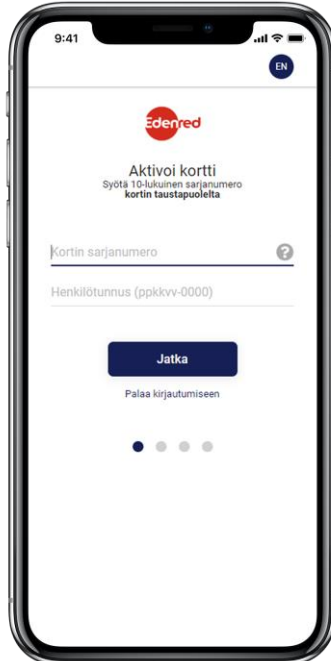 9:41
EN
Edenred
Aktivoi kortti
Syötä 10-lukuinen sarjanumero
kortin taustapuolelta
Kortin sarjanumero
?
Henkilötunnus (ppkkvv-0000)
Jatka
Palaa kirjautumiseen